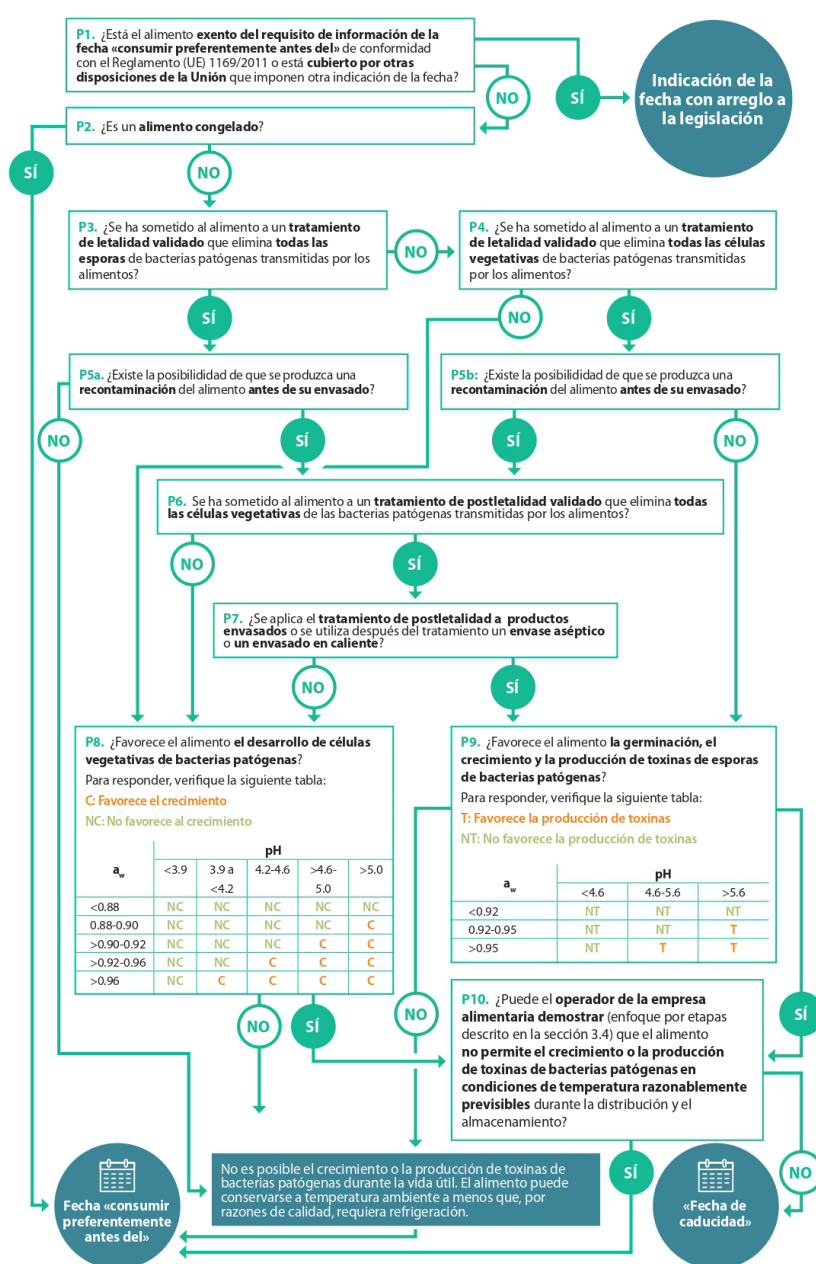 P1. ¿Está el alimento exento del requisito de información de la
fecha «consumir preferentemente antes del» de conformidad
con el Reglamento (UE) 1169/2011 o está cubierto por otras
disposiciones de la Unión que imponen otra indicación de la fecha?
NO
SÍ
Indicación de la
fecha con arreglo a
la legislación
P2. ¿Es un alimento congelado?
SÍ
NO
P3. ¿Se ha sometido al alimento a un tratamiento
de letalidad validado que elimina todas las
esporas de bacterias patógenas transmitidas por los
alimentos?
NO
P4. ¿Se ha sometido al alimento a un tratamiento
de letalidad validado que elimina todas las células
vegetativas de bacterias patógenas transmitidas
por los alimentos?
SÍ
NO
SÍ
P5a. ¿Existe la posibilididad de que se produzca una
recontaminación del alimento antes de su envasado?
P5b: ¿Existe la posibilididad de que se produzca una
recontaminación del alimento antes de su envasado?
NO
SÍ
SÍ
NO
P6. Se ha sometido al alimento a un tratamiento de postletalidad validado que elimina todas
las células vegetativas de las bacterias patógenas transmitidas por los alimentos?
NO
SÍ
P7. ¿Se aplica el tratamiento de postletalidad a productos
envasados o se utiliza después del tratamiento un envase aséptico
o un envasado en caliente?
NO
SÍ
P8. ¿Favorece el alimento el desarrollo de células
vegetativas de bacterias patógenas?
Para responder, verifique la siguiente tabla:
C: Favorece el crecimiento
NC: No favorece al crecimiento
pH
aw <3.9 3.9 a <4.2 4.2-4.6 >4.6-5.0 >5.0
<0.88 NC NC NC NC NC
0.88-0.90 NC NC NC NC C
>0.90-0.92 NC NC NC C C
>0.92-0.96 NC NC C C C
>0.96 NC C C C C
P9. ¿Favorece el alimento la germinación, el
crecimiento y la producción de toxinas de esporas
de bacterias patógenas?
Para responder, verifique la siguiente tabla:
T: Favorece la producción de toxinas
NT: No favorece la producción de toxinas
pH
aw <4.6 4.6-5.6 >5.6
<0.92 NT NT NT
0.92-0.95 NT NT T
>0.95 NT T T
NO
SÍ
NO
SÍ
P10. ¿Puede el operador de la empresa
alimentaria demostrar (enfoque por etapas
descrito en la sección 3.4) que el alimento
no permite el crecimiento o la producción
de toxinas de bacterias patógenas en
condiciones de temperatura razonablemente
previsibles durante la distribución y el
almacenamiento?
Fecha «consumir
preferentemente
antes del»
No es posible el crecimiento o la producción de toxinas de
bacterias patógenas durante la vida útil. El alimento puede
conservarse a temperatura ambiente a menos que, por
razones de calidad, requiera refrigeración.
SÍ
«Fecha de
caducidad»
NO